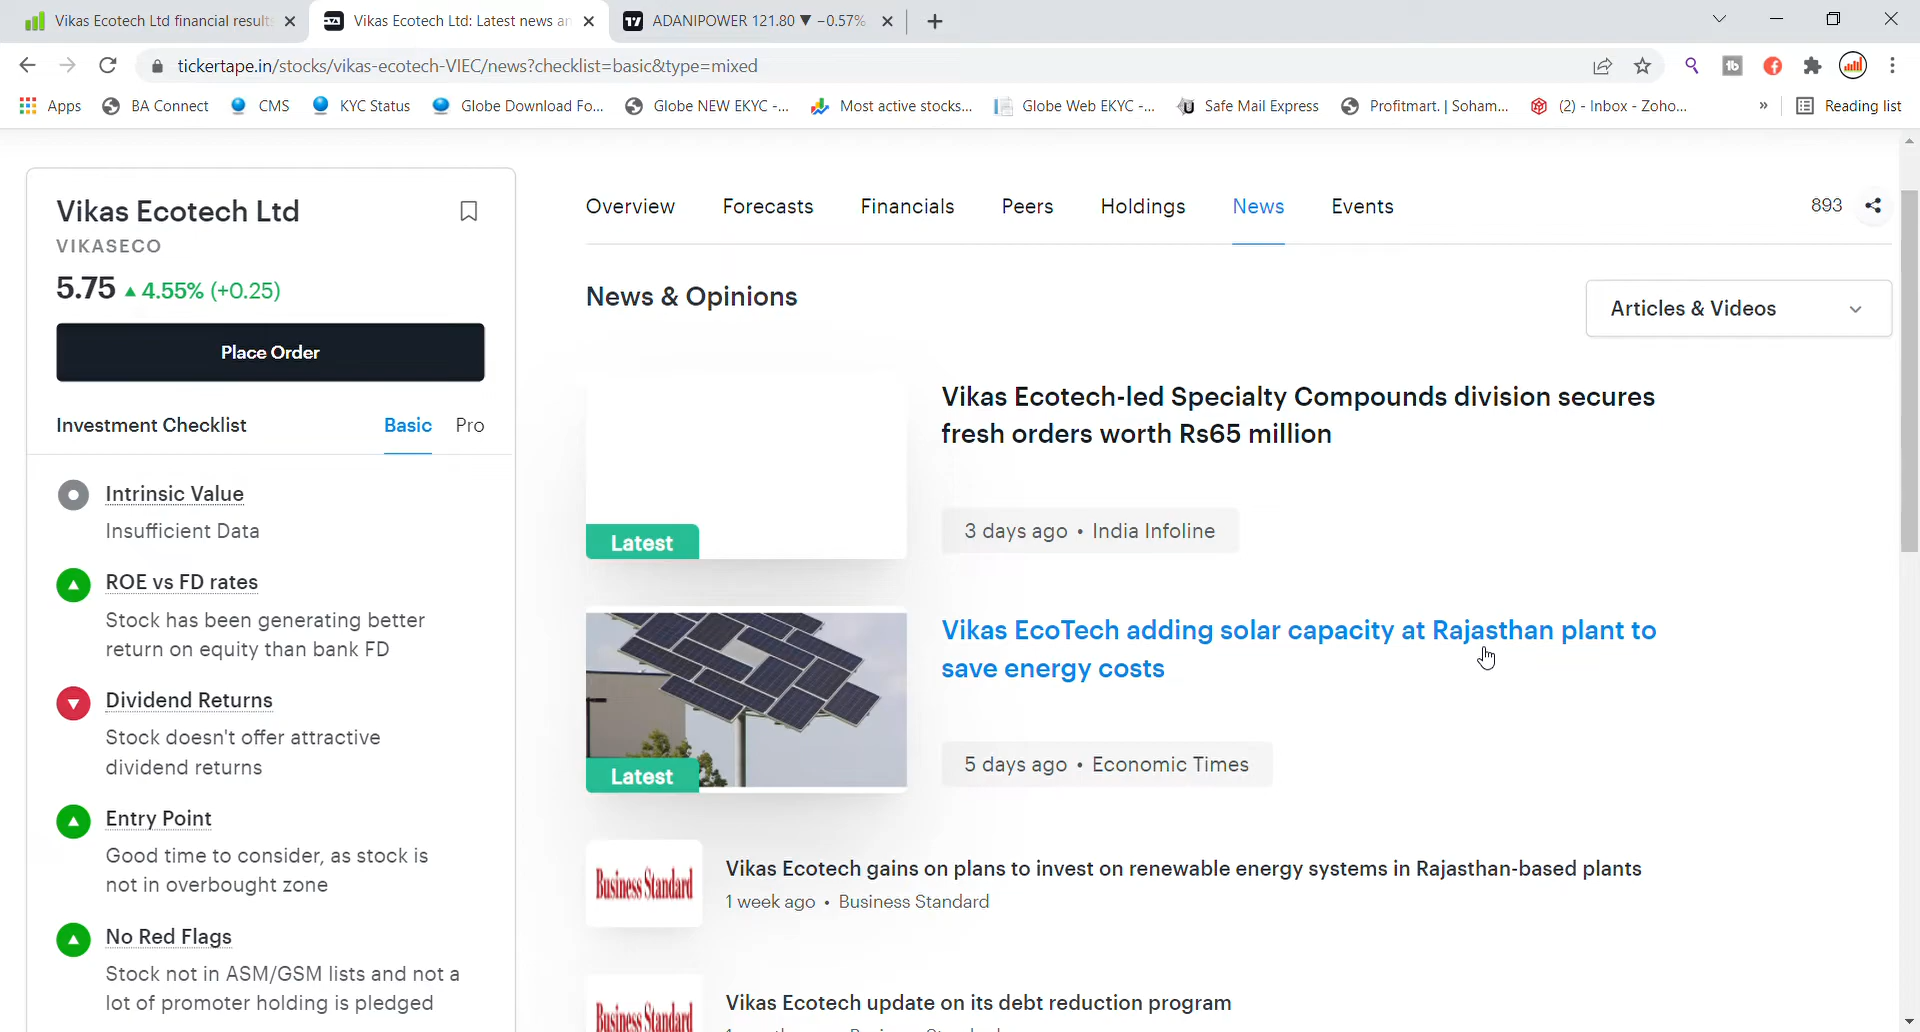 Vikas Ecotech Ltd financial results
Vikas Ecotech Ltd: Latest news an
ADANIPOWER 121.80 ▼ −0.57%
tickertape.in/stocks/vikas-ecotech-VIEC/news?checklist=basic&type=mixed
Apps
BA Connect
CMS
KYC Status
Globe Download Fo...
Globe NEW EKYC -...
Most active stocks...
Globe Web EKYC -...
Safe Mail Express
Profitmart. | Soham...
(2) - Inbox - Zoho...
»
Reading list
Vikas Ecotech Ltd
VIKASECO
5.75 ▲ 4.55% (+0.25)
Place Order
Investment Checklist
Basic
Pro
Intrinsic Value
Insufficient Data
ROE vs FD rates
Stock has been generating better
return on equity than bank FD
Dividend Returns
Stock doesn't offer attractive
dividend returns
Entry Point
Good time to consider, as stock is
not in overbought zone
No Red Flags
Stock not in ASM/GSM lists and not a
lot of promoter holding is pledged
Overview
Forecasts
Financials
Peers
Holdings
News
Events
893
News & Opinions
Articles & Videos
Vikas Ecotech-led Specialty Compounds division secures
fresh orders worth Rs65 million
Latest
3 days ago • India Infoline
Vikas EcoTech adding solar capacity at Rajasthan plant to
save energy costs
Latest
5 days ago • Economic Times
Business Standard
Vikas Ecotech gains on plans to invest on renewable energy systems in Rajasthan-based plants
1 week ago • Business Standard
Business Standard
Vikas Ecotech update on its debt reduction program